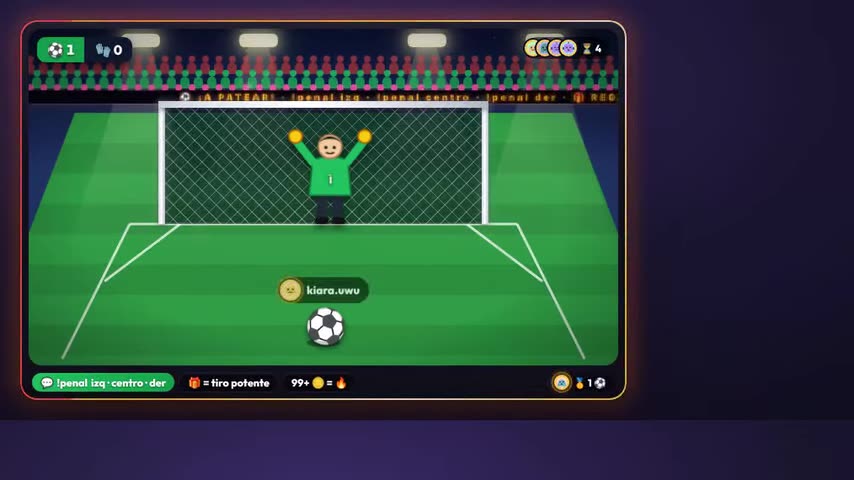 1
0
4
¡A PATEAR! · !penal izq · !penal centro · !penal der · REG
1
kiara.uwu
!penal izq·centro·der
= tiro potente
99+ =
1